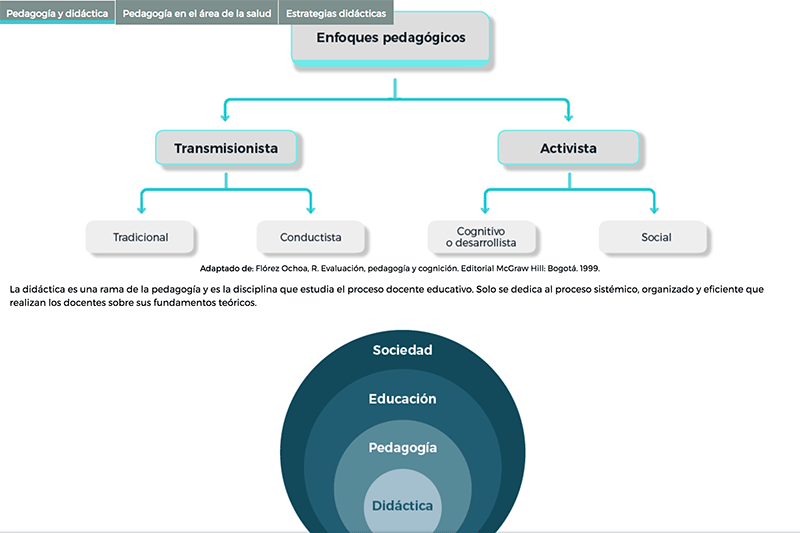 Pedagogía y didáctica
Pedagogía en el área de la salud
Estrategias didácticas
Enfoques pedagógicos
Transmisionista
Activista
Tradicional
Conductista
Cognitivo
o desarrollista
Social
Adaptado de: Flórez Ochoa, R. Evaluación, pedagogía y cognición. Editorial McGraw Hill: Bogotá. 1999.
La didáctica es una rama de la pedagogía y es la disciplina que estudia el proceso docente educativo. Solo se dedica al proceso sistémico, organizado y eficiente que
realizan los docentes sobre sus fundamentos teóricos.
Sociedad
Educación
Pedagogía
Didáctica